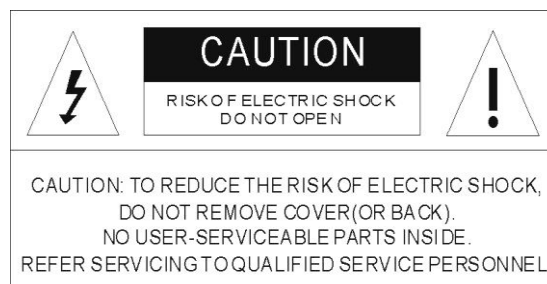 CAUTION
RISK OF ELECTRIC SHOCK
DO NOT OPEN
!
CAUTION: TO REDUCE THE RISK OF ELECTRIC SHOCK,
DO NOT REMOVE COVER(OR BACK).
NO USER-SERVICEABLE PARTS INSIDE.
REFER SERVICING TO QUALIFIED SERVICE PERSONNEL